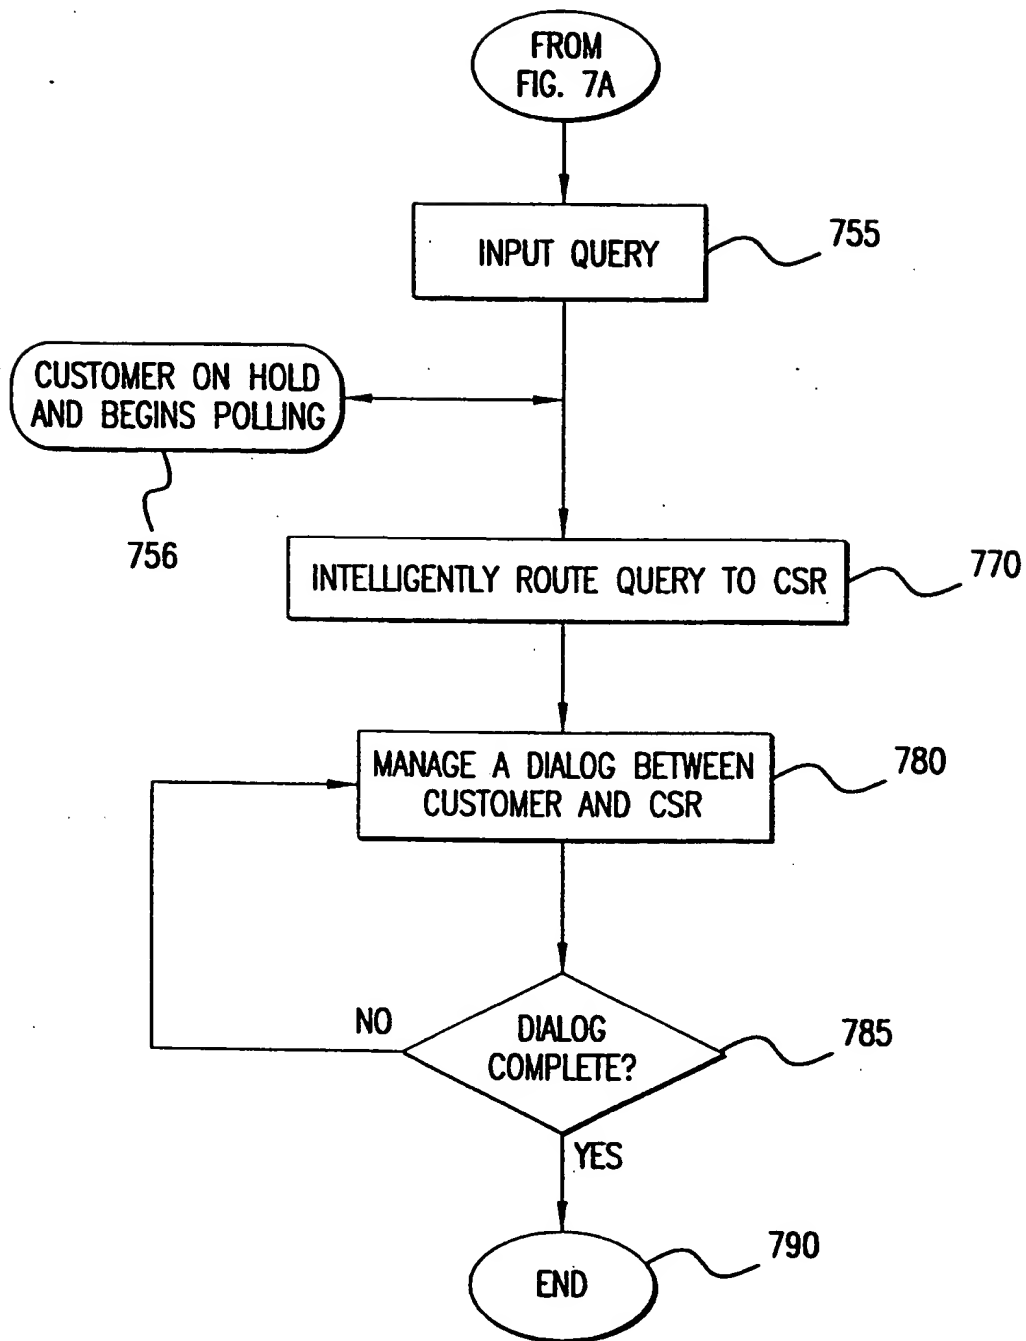 FROM
FIG. 7A
INPUT QUERY
755
CUSTOMER ON HOLD
AND BEGINS POLLING
756
INTELLIGENTLY ROUTE QUERY TO CSR
770
MANAGE A DIALOG BETWEEN
CUSTOMER AND CSR
780
NO
DIALOG
COMPLETE?
785
YES
END
790